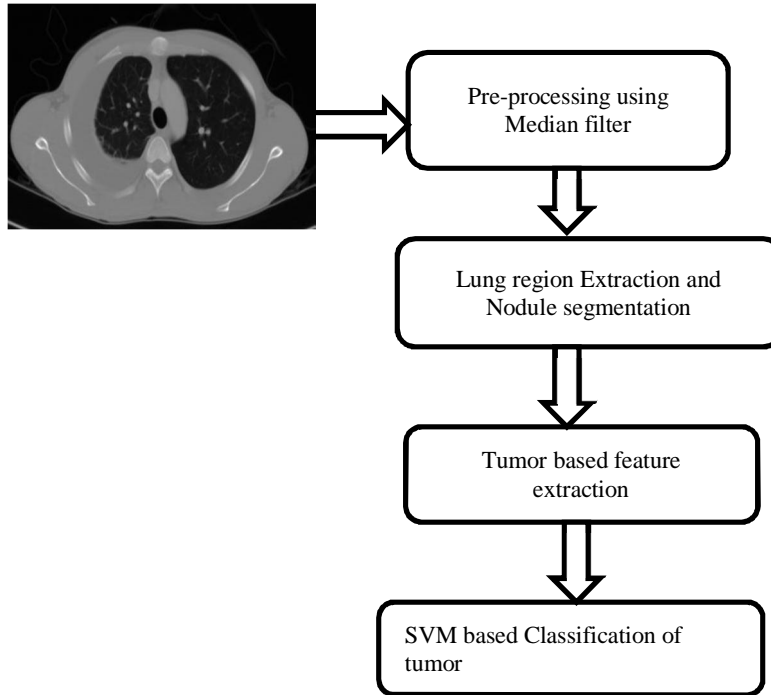 Pre-processing using
Median filter
Lung region Extraction and
Nodule segmentation
Tumor based feature
extraction
SVM based Classification of
tumor